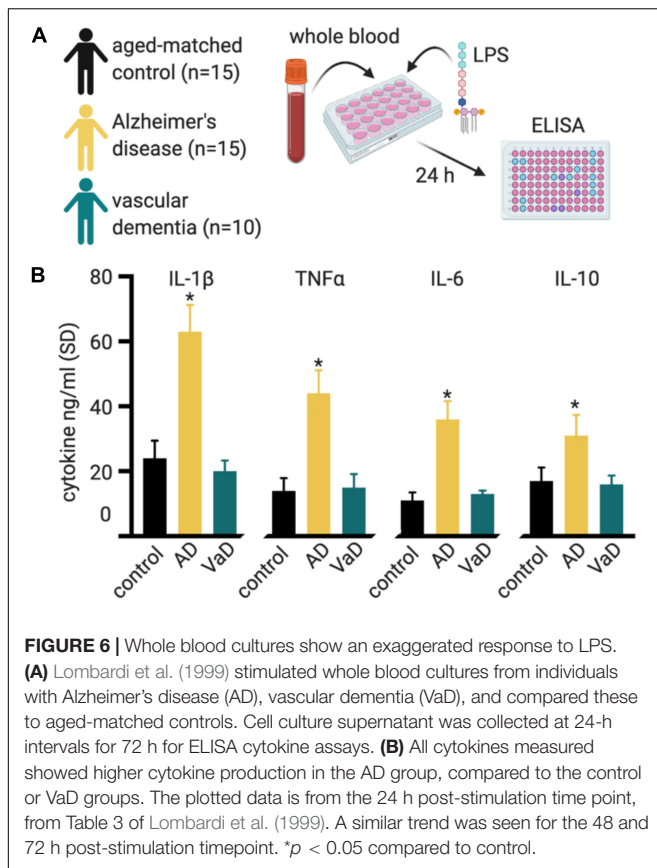 A
aged-matched
control (n=15)
Alzheimer's
disease (n=15)
vascular
dementia (n=10)
whole blood
LPS
24 h
ELISA
B
cytokine ng/ml (SD)
80
60
40
20
0
IL-1β
TNFα
IL-6
IL-10
*
*
*
*
control
AD
VaD
control
AD
VaD
control
AD
VaD
control
AD
VaD
FIGURE 6 | Whole blood cultures show an exaggerated response to LPS.
(A) Lombardi et al. (1999) stimulated whole blood cultures from individuals
with Alzheimer's disease (AD), vascular dementia (VaD), and compared these
to aged-matched controls. Cell culture supernatant was collected at 24-h
intervals for 72 h for ELISA cytokine assays. (B) All cytokines measured
showed higher cytokine production in the AD group, compared to the control
or VaD groups. The plotted data is from the 24 h post-stimulation time point,
from Table 3 of Lombardi et al. (1999). A similar trend was seen for the 48 and
72 h post-stimulation timepoint. *p < 0.05 compared to control.